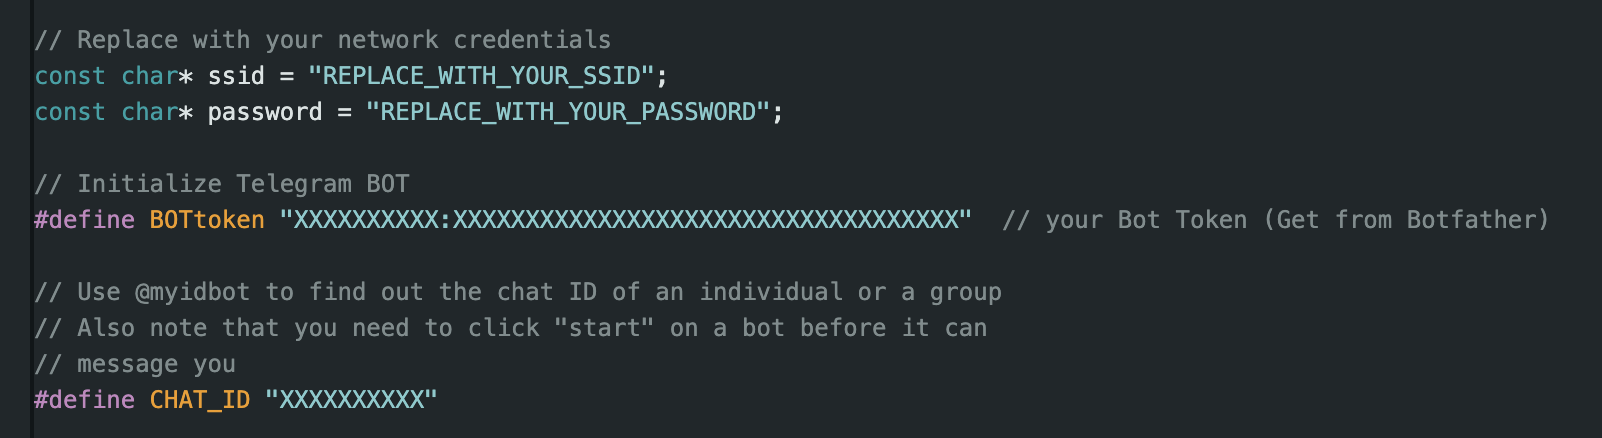 // Replace with your network credentials
const char* ssid = "REPLACE_WITH_YOUR_SSID";
const char* password = "REPLACE_WITH_YOUR_PASSWORD";
// Initialize Telegram BOT
#define BOTtoken "XXXXXXXXXX:XXXXXXXXXXXXXXXXXXXXXXXXXXXXXXXXXXX"  // your Bot Token (Get from Botfather)
// Use @myidbot to find out the chat ID of an individual or a group
// Also note that you need to click "start" on a bot before it can
// message you
#define CHAT_ID "XXXXXXXXXX"